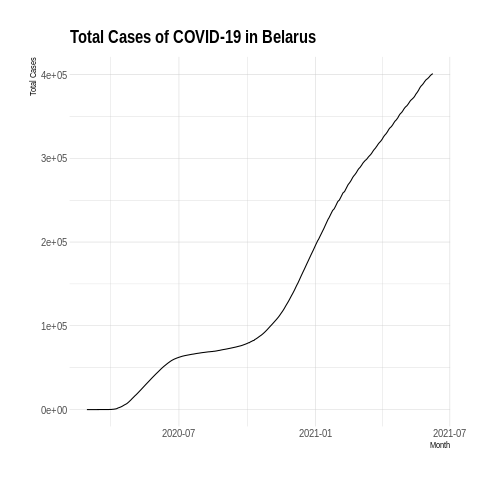 Total Cases of COVID-19 in Belarus
Total Cases
4e+05
3e+05
2e+05
1e+05
0e+00
2020-07
2021-01
2021-07
Month